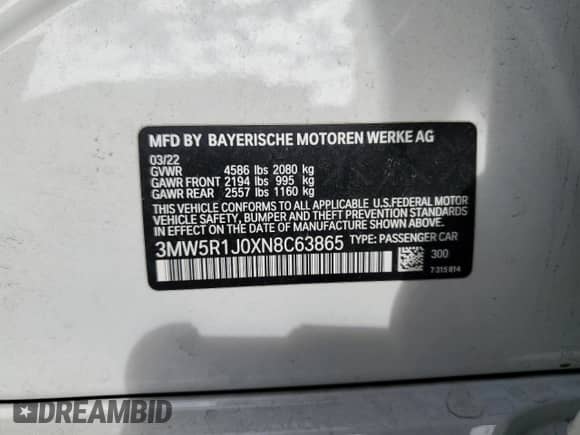 MFD BY BAYERISCHE MOTOREN WERKE AG
03/22
GVWR 4586 lbs 2080 kg
GAWR FRONT 2194 lbs 995 kg
GAWR REAR 2557 lbs 1160 kg
THIS VEHICLE CONFORMS TO ALL APPLICABLE U.S.FEDERAL MOTOR
VEHICLE SAFETY, BUMPER AND THEFT PREVENTION STANDARDS
IN EFFECT ON THE DATE OF MANUFACTURE SHOWN ABOVE.
3MW5R1J0XN8C63865 TYPE: PASSENGER CAR
300
7 315 814
DREAMBID